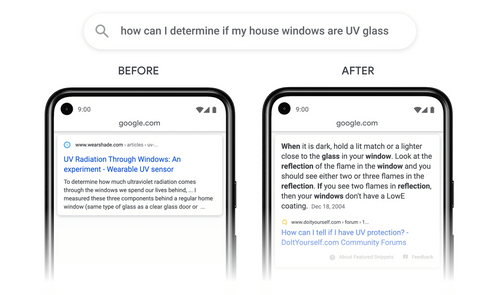 how can I determine if my house windows are UV glass
BEFORE
AFTER
9:00
google.com
www.wearshade.com › articles › uv-...
UV Radiation Through Windows: An
experiment - Wearable UV sensor
To determine how much ultraviolet radiation comes
through the windows we spend our lives behind, ... I
measured these three components behind a regular home
window (same type of glass as a clear glass door or ...
9:00
google.com
When it is dark, hold a lit match or a lighter
close to the glass in your window. Look at the
reflection of the flame in the window and you
should see either two or three flames in the
reflection. If you see two flames in reflection,
then your windows don't have a LowE
coating. Dec 18, 2004
www.doityourself.com › forum › 1...
How can I tell if I have UV protection? -
DoItYourself.com Community Forums
About Featured Snippets
Feedback